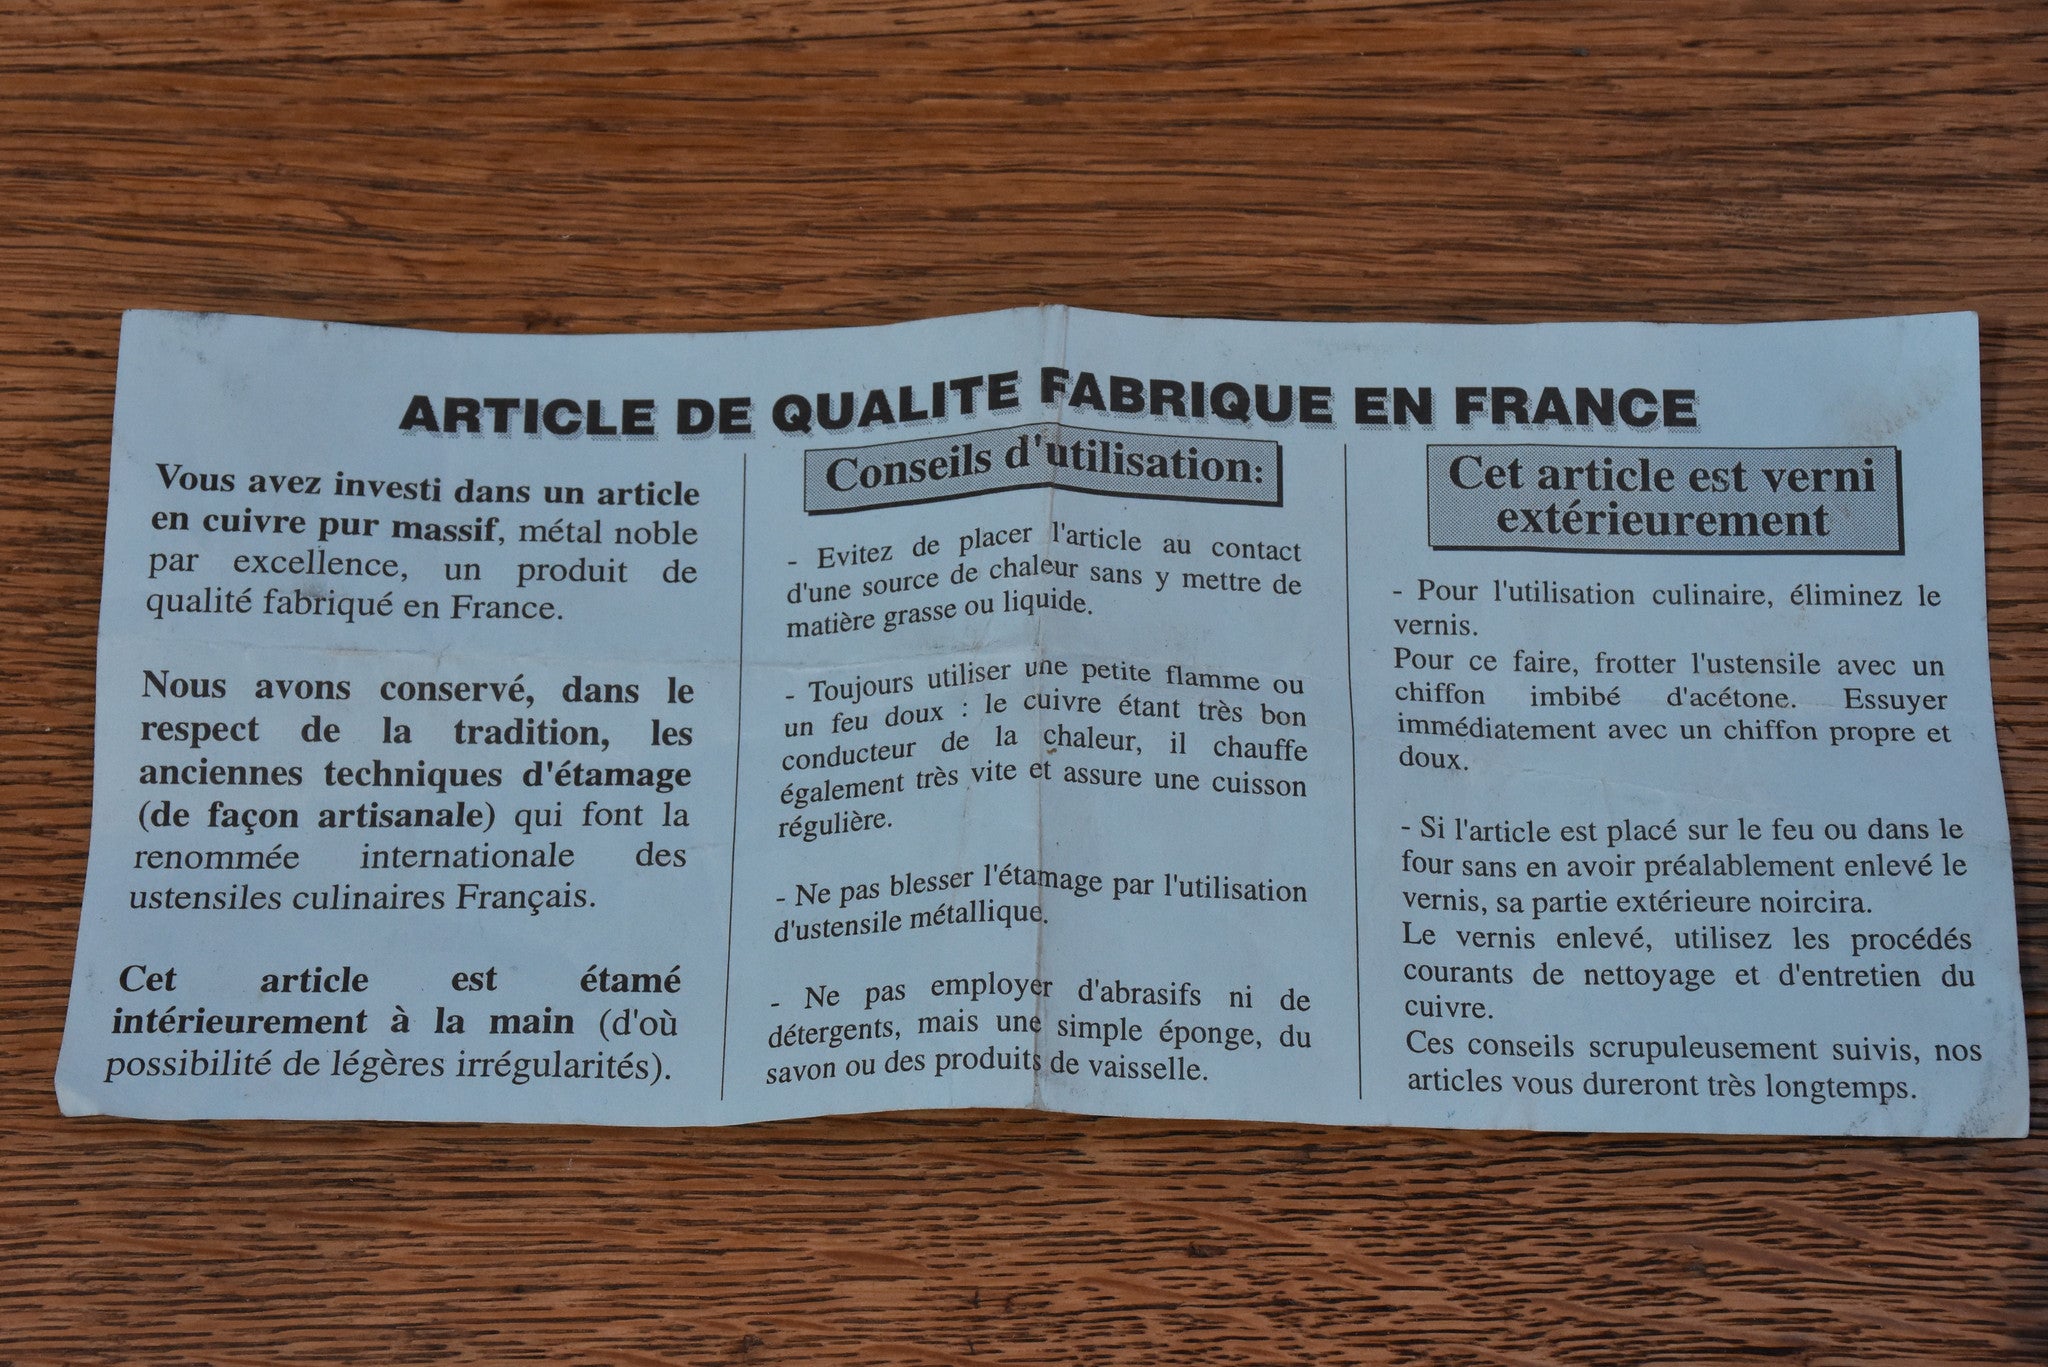 ARTICLE DE QUALITE FABRIQUE EN FRANCE
Vous avez investi dans un article
en cuivre pur massif, métal noble
par excellence, un produit de
qualité fabriqué en France.
Nous avons conservé, dans le
respect de la tradition, les
anciennes techniques d'étamage
(de façon artisanale) qui font la
renommée internationale des
ustensiles culinaires Français.
Cet article est étamé
intérieurement à la main (d'où
possibilité de légères irrégularités).
Conseils d'utilisation:
- Evitez de placer l'article au contact
d'une source de chaleur sans y mettre de
matière grasse ou liquide.
- Toujours utiliser une petite flamme ou
un feu doux : le cuivre étant très bon
conducteur de la chaleur, il chauffe
également très vite et assure une cuisson
régulière.
- Ne pas blesser l'étamage par l'utilisation
d'ustensile métallique.
- Ne pas employer d'abrasifs ni de
détergents, mais une simple éponge, du
savon ou des produits de vaisselle.
Cet article est verni
extérieurement
- Pour l'utilisation culinaire, éliminez le
vernis.
Pour ce faire, frotter l'ustensile avec un
chiffon imbibé d'acétone. Essuyer
immédiatement avec un chiffon propre et
doux.
- Si l'article est placé sur le feu ou dans le
four sans en avoir préalablement enlevé le
vernis, sa partie extérieure noircira.
Le vernis enlevé, utilisez les procédés
courants de nettoyage et d'entretien du
cuivre.
Ces conseils scrupuleusement suivis, nos
articles vous dureront très longtemps.